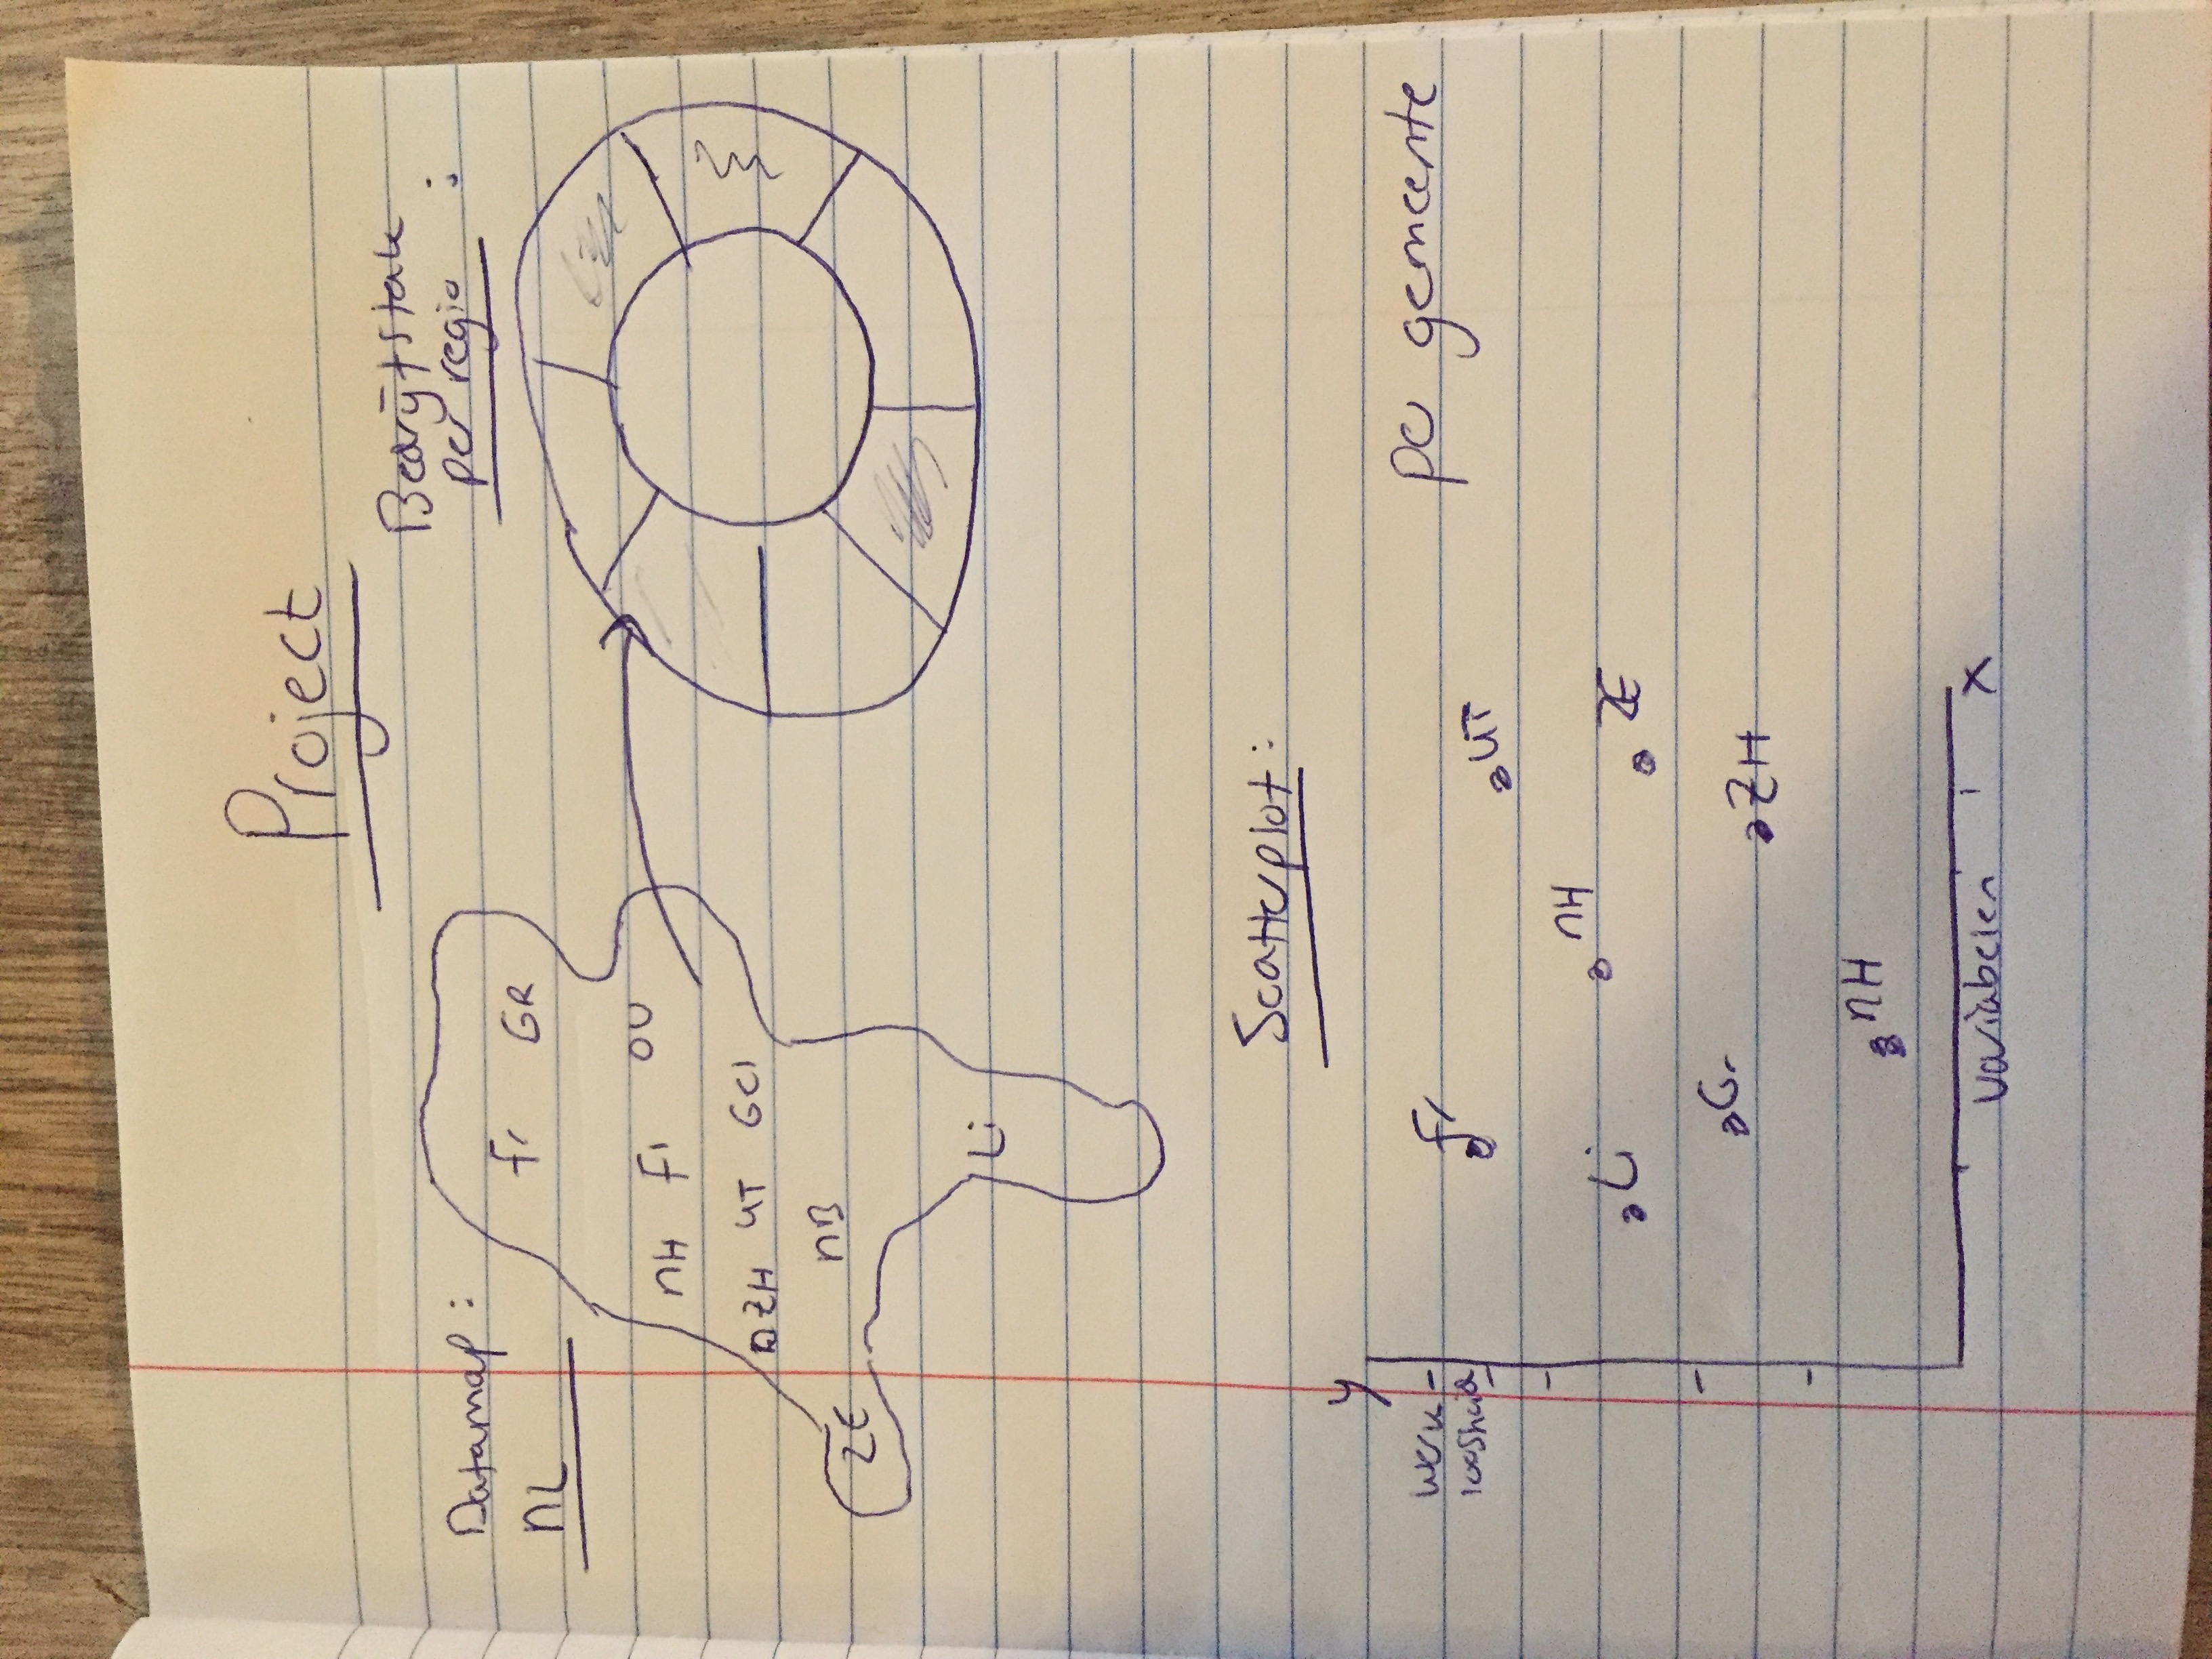 Project
Datamap:
NL
Bedrijfstak
per regio :
fr GR
NH Fl OV
ZH UT GLD
NB
ZE
Li
Scatterplot:
y
werk
loosheid
per gemeente
fr
UT
NH
Li
ZE
Gr
ZH
NH
variabelen
x